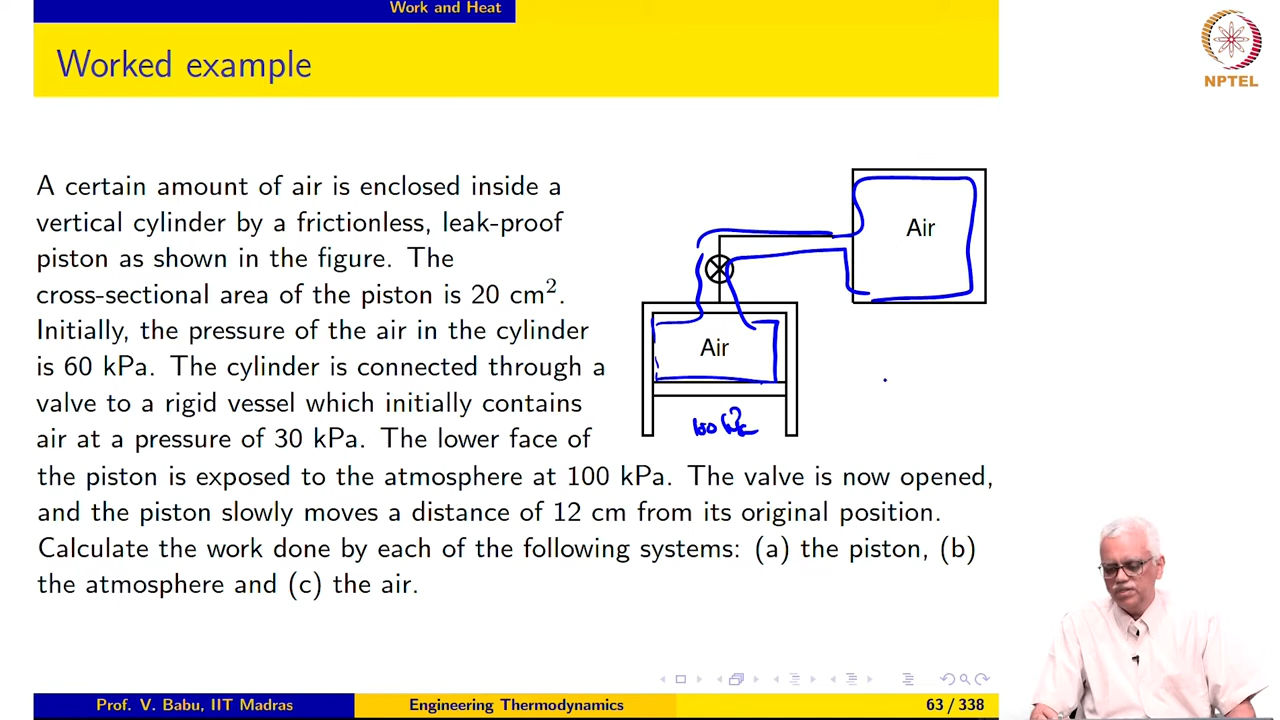 Work and Heat
Worked example
NPTEL
A certain amount of air is enclosed inside a
vertical cylinder by a frictionless, leak-proof
piston as shown in the figure. The
cross-sectional area of the piston is 20 cm².
Initially, the pressure of the air in the cylinder
is 60 kPa. The cylinder is connected through a
valve to a rigid vessel which initially contains
air at a pressure of 30 kPa. The lower face of
the piston is exposed to the atmosphere at 100 kPa. The valve is now opened,
and the piston slowly moves a distance of 12 cm from its original position.
Calculate the work done by each of the following systems: (a) the piston, (b)
the atmosphere and (c) the air.
Air
Air
Prof. V. Babu, IIT Madras
Engineering Thermodynamics
63 / 338